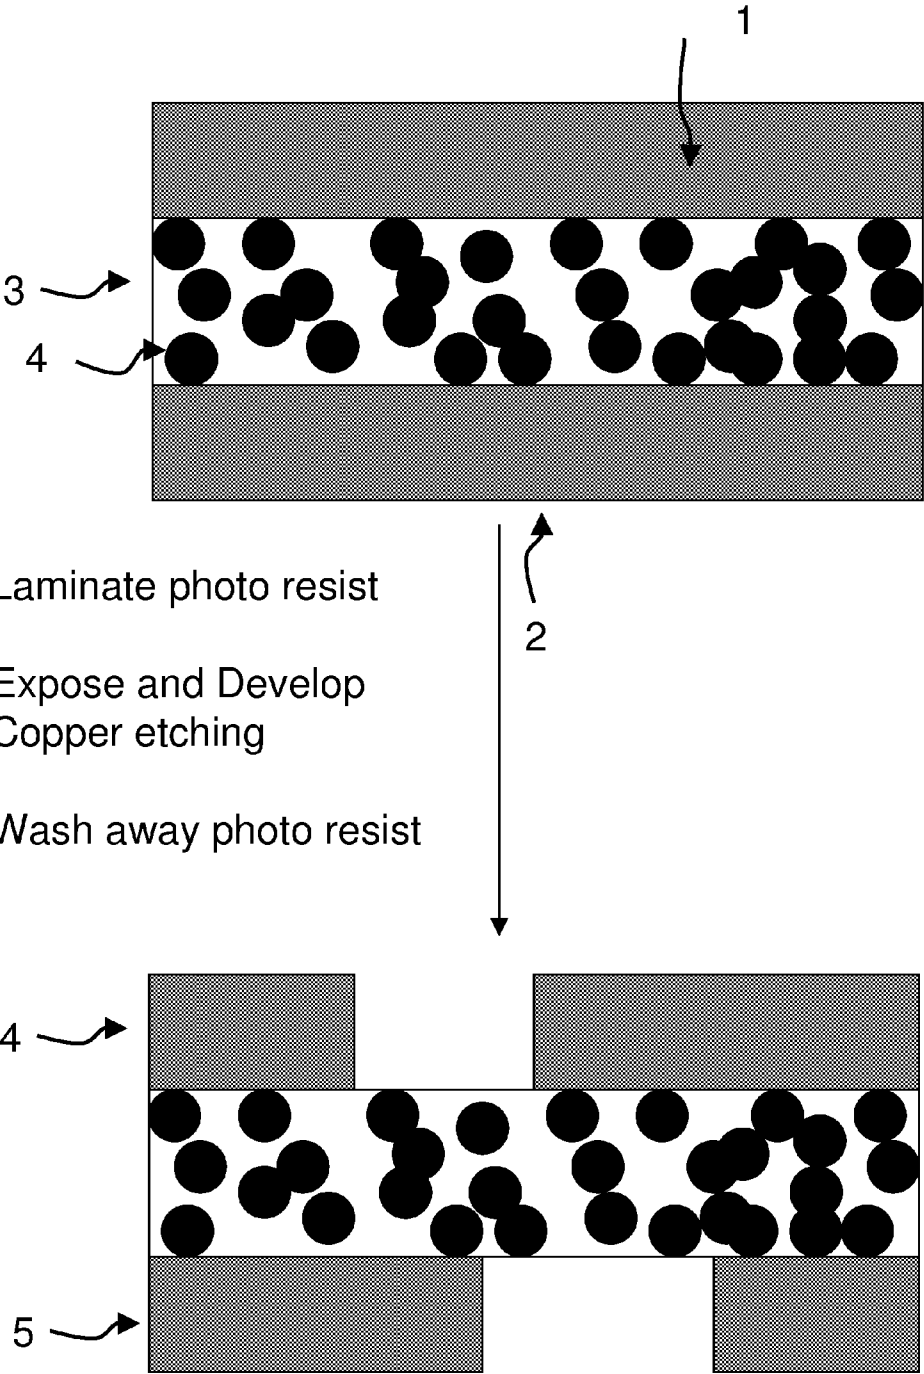 1
3
4
Laminate photo resist
2
Expose and Develop
Copper etching
Wash away photo resist
4
5